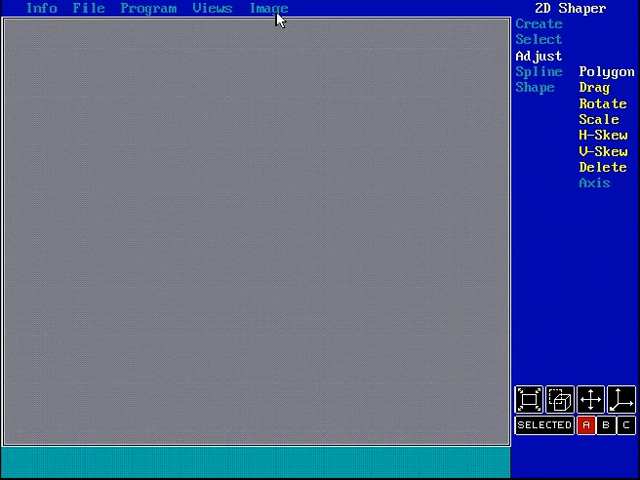 Info File Program Views Image 2D Shaper
Create
Select
Adjust
Spline Polygon
Shape Drag
Rotate
Scale
H-Skew
V-Skew
Delete
Axis
SELECTED A B C